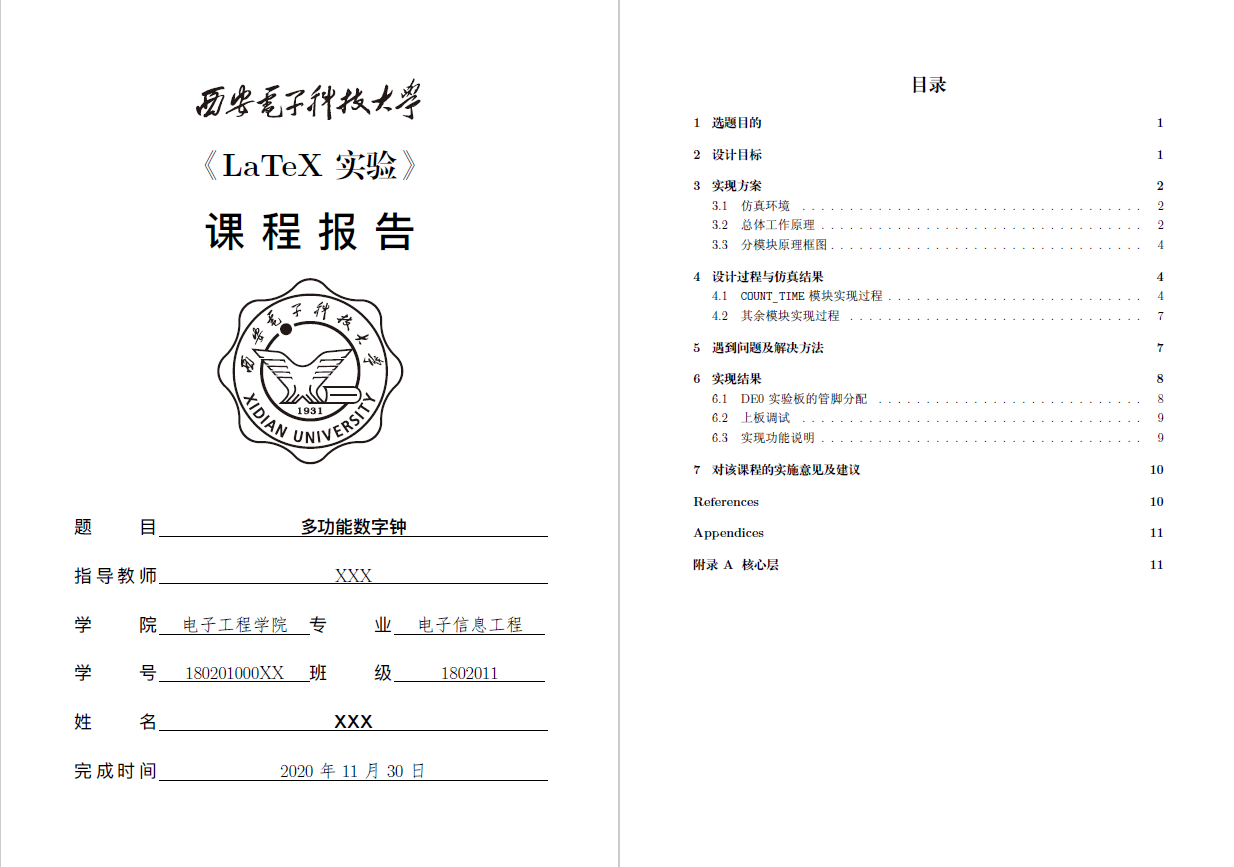 西安電子科技大學
《LaTeX 实验》
课 程 报 告
西安電子科技大學
1931
XIDIAN UNIVERSITY
题 目 多功能数字钟
指导教师 XXX
学 院 电子工程学院 专 业 电子信息工程
学 号 180201000XX 班 级 1802011
姓 名 XXX
完成时间 2020 年 11 月 30 日
目录
1 选题目的 1
2 设计目标 1
3 实现方案 2
3.1 仿真环境 . . . . . . . . . . . . . . . . . . . . . . . . . . . . . . . . . . . . 2
3.2 总体工作原理 . . . . . . . . . . . . . . . . . . . . . . . . . . . . . . . . . . 2
3.3 分模块原理框图 . . . . . . . . . . . . . . . . . . . . . . . . . . . . . . . . . 4
4 设计过程与仿真结果 4
4.1 COUNT_TIME 模块实现过程 . . . . . . . . . . . . . . . . . . . . . . . . . . . 4
4.2 其余模块实现过程 . . . . . . . . . . . . . . . . . . . . . . . . . . . . . . . 7
5 遇到问题及解决方法 7
6 实现结果 8
6.1 DE0 实验板的管脚分配 . . . . . . . . . . . . . . . . . . . . . . . . . . . . 8
6.2 上板调试 . . . . . . . . . . . . . . . . . . . . . . . . . . . . . . . . . . . . 9
6.3 实现功能说明 . . . . . . . . . . . . . . . . . . . . . . . . . . . . . . . . . . 9
7 对该课程的实施意见及建议 10
References 10
Appendices 11
附录 A 核心层 11